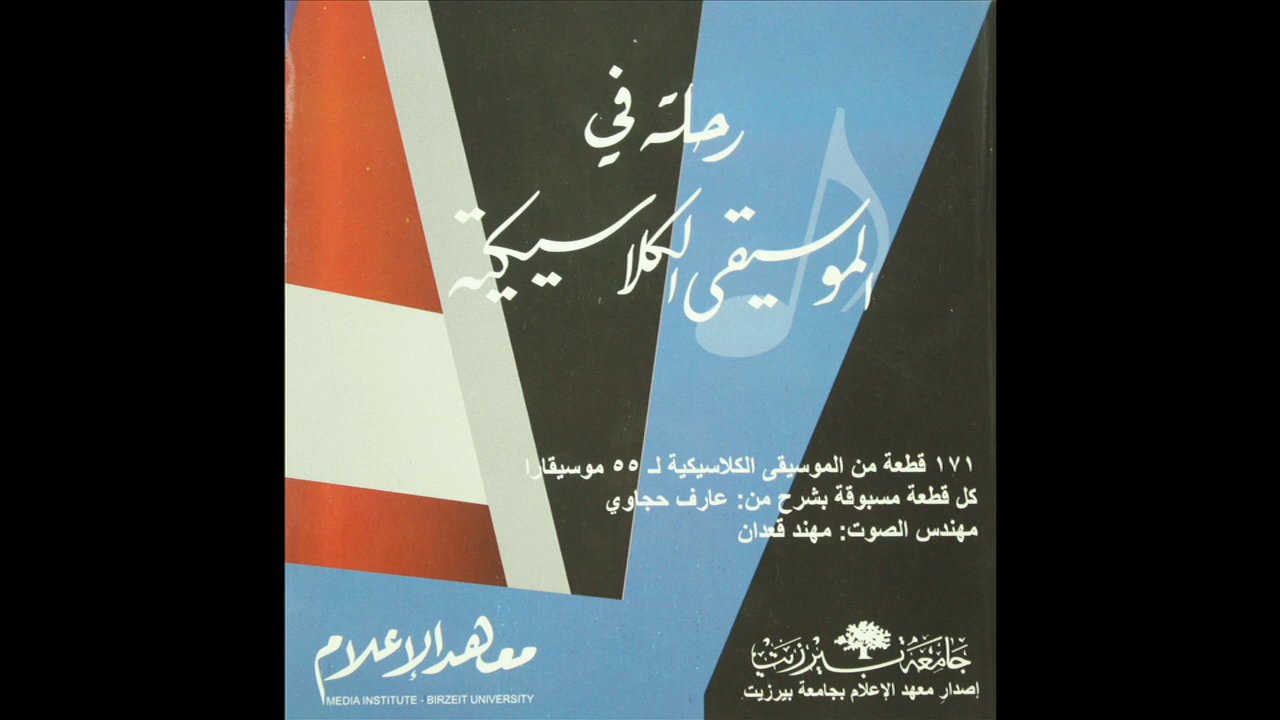 رحلة في
الموسيقى الكلاسيكية
١٧١ قطعة من الموسيقى الكلاسيكية لـ ٥٥ موسيقارا
كل قطعة مسبوقة بشرح من: عارف حجاوي
مهندس الصوت: مهند قعدان
معهد الإعلام
MEDIA INSTITUTE - BIRZEIT UNIVERSITY
جامعة بيرزيت
إصدار معهد الإعلام بجامعة بيرزيت